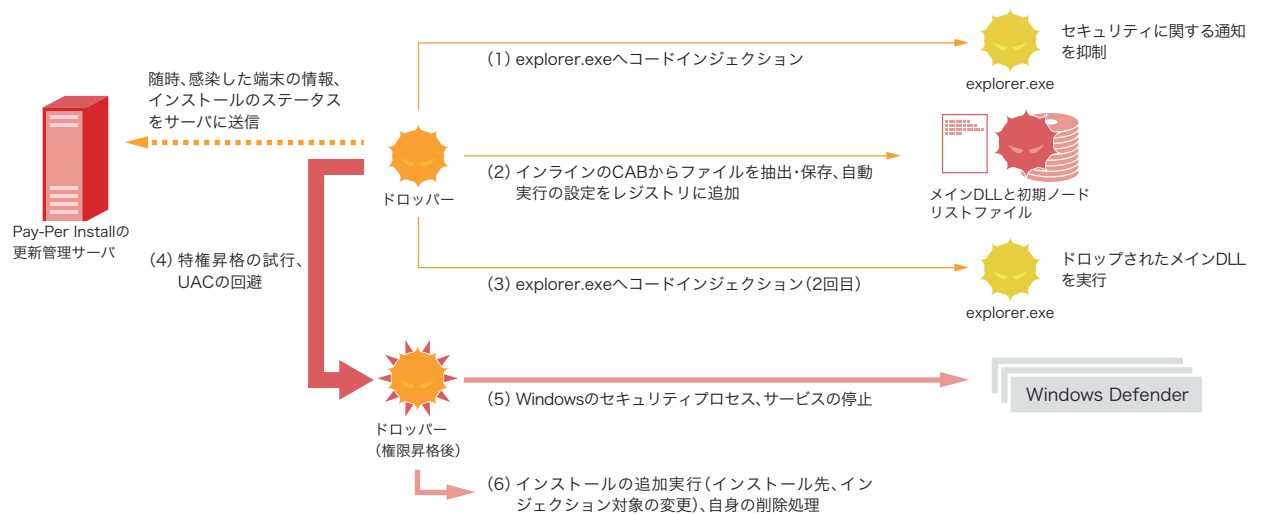 随時、感染した端末の情報、
インストールのステータス
をサーバに送信
Pay-Per Installの
更新管理サーバ
ドロッパー
(1) explorer.exeへコードインジェクション
explorer.exe
セキュリティに関する通知
を抑制
(2) インラインのCABからファイルを抽出・保存、自動
実行の設定をレジストリに追加
メインDLLと初期ノード
リストファイル
(3) explorer.exeへコードインジェクション(2回目)
explorer.exe
ドロップされたメインDLL
を実行
(4) 特権昇格の試行、
UACの回避
ドロッパー
(権限昇格後)
(5) Windowsのセキュリティプロセス、サービスの停止
Windows Defender
(6) インストールの追加実行(インストール先、イン
ジェクション対象の変更)、自身の削除処理